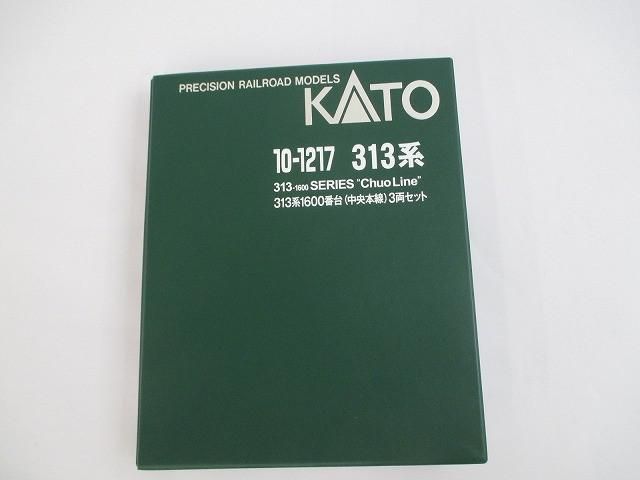 PRECISION RAILROAD MODELS
KATO
10-1217 313系
313-1600 SERIES "Chuo Line"
313系1600番台(中央本線)3両セット